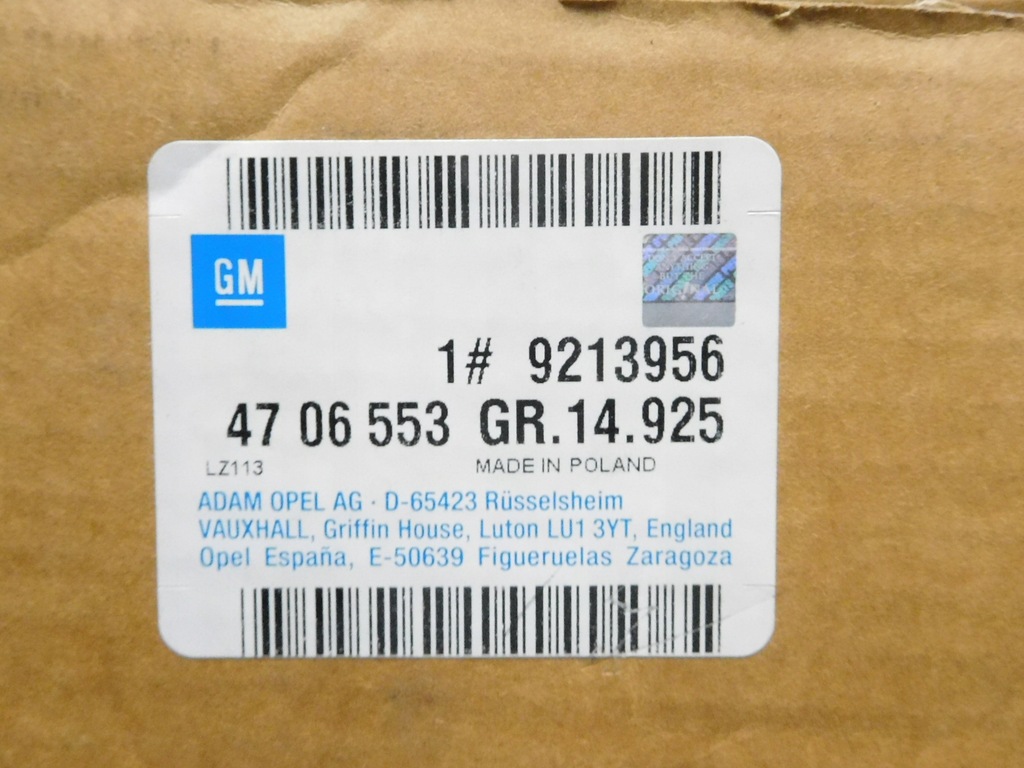 GM
ORIGINALS
1# 9213956
47 06 553 GR.14.925
LZ113 MADE IN POLAND
ADAM OPEL AG · D-65423 Rüsselsheim
VAUXHALL, Griffin House, Luton LU1 3YT, England
Opel España, E-50639 Figueruelas Zaragoza